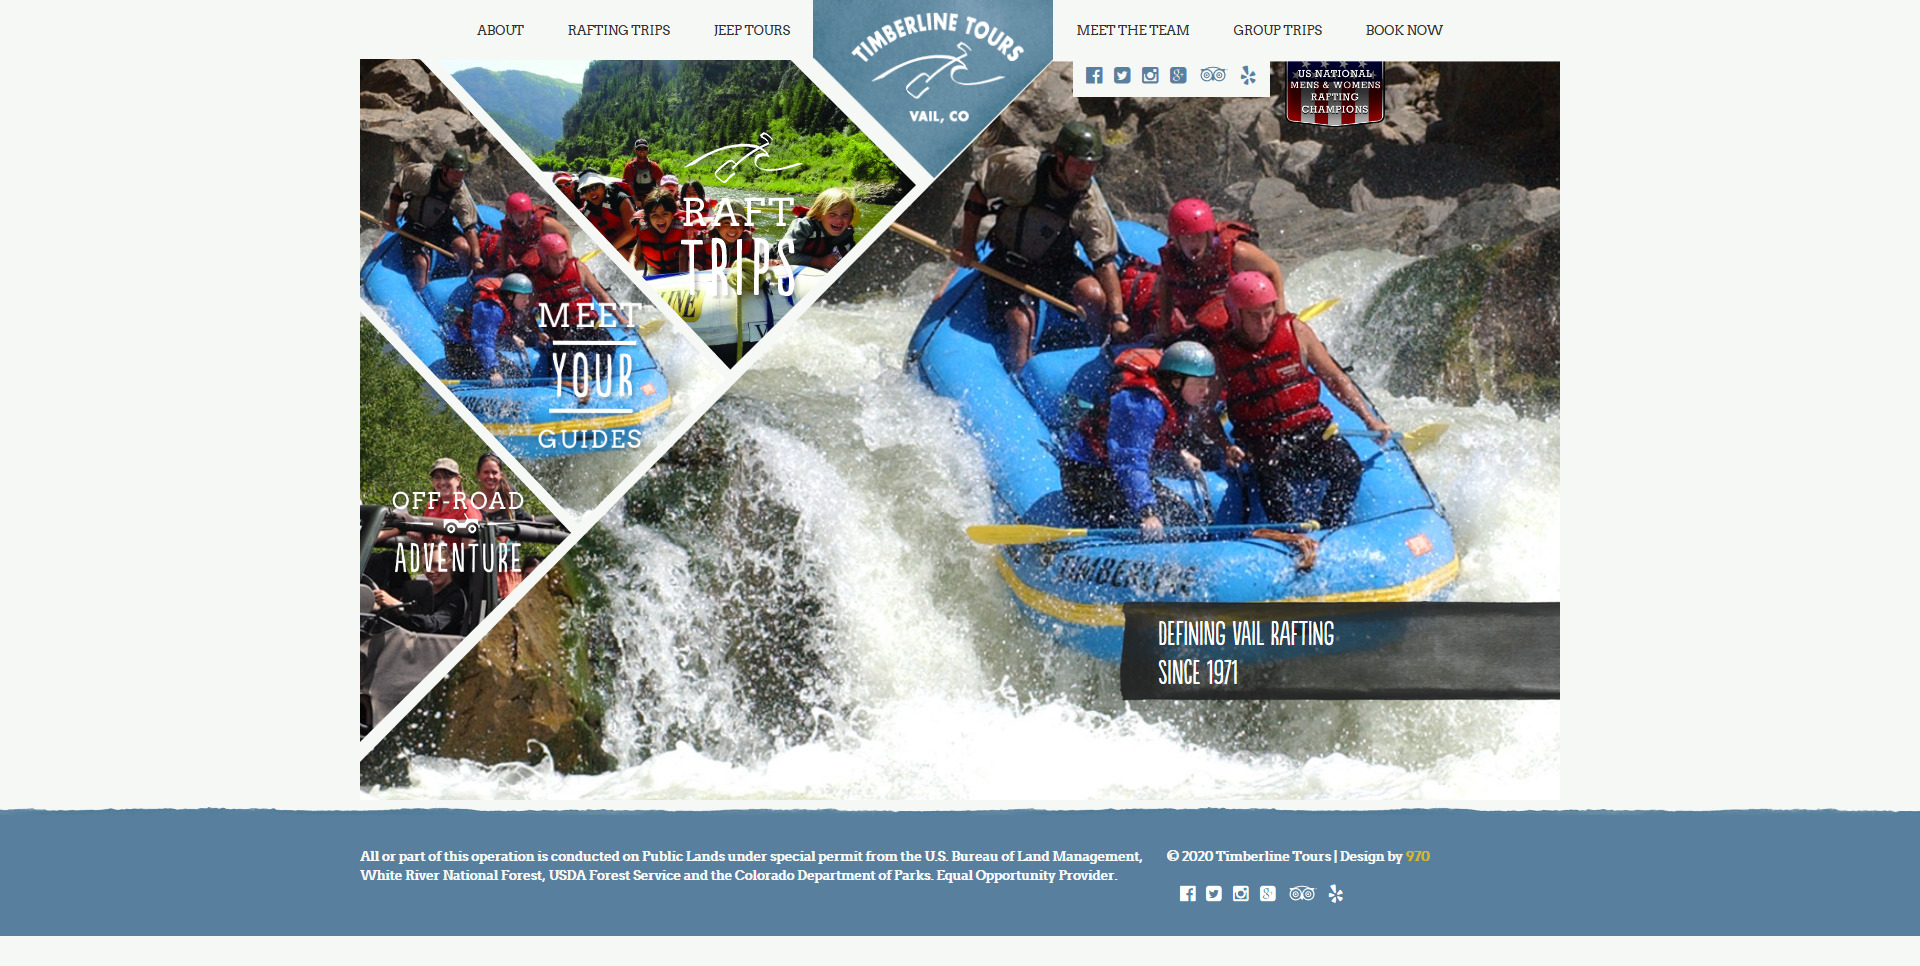 ABOUT
RAFTING TRIPS
JEEP TOURS
TIMBERLINE TOURS
VAIL, CO
MEET THE TEAM
GROUP TRIPS
BOOK NOW
US NATIONAL
MENS & WOMENS
RAFTING
CHAMPIONS
RAFT
TRIPS
MEET
YOUR
GUIDES
OFF-ROAD
ADVENTURE
TIMBERLINE
DEFINING VAIL RAFTING
SINCE 1971
All or part of this operation is conducted on Public Lands under special permit from the U.S. Bureau of Land Management,
White River National Forest, USDA Forest Service and the Colorado Department of Parks. Equal Opportunity Provider.
© 2020 Timberline Tours | Design by 970